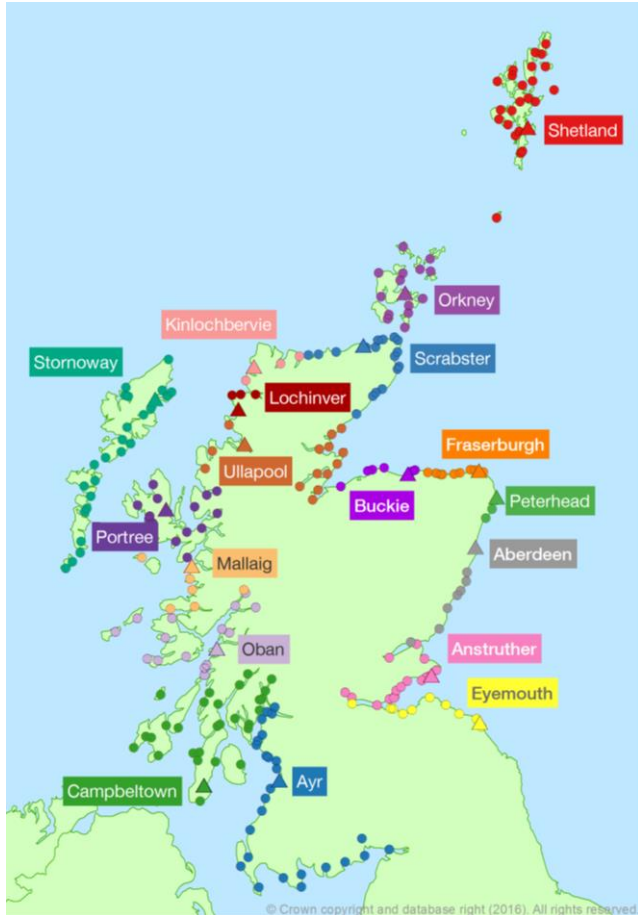 Shetland
Orkney
Kinlochbervie
Scrabster
Stornoway
Lochinver
Fraserburgh
Ullapool
Buckie
Peterhead
Portree
Aberdeen
Mallaig
Oban
Anstruther
Eyemouth
Ayr
Campbeltown
© Crown copyright and database right (2016). All rights reserved